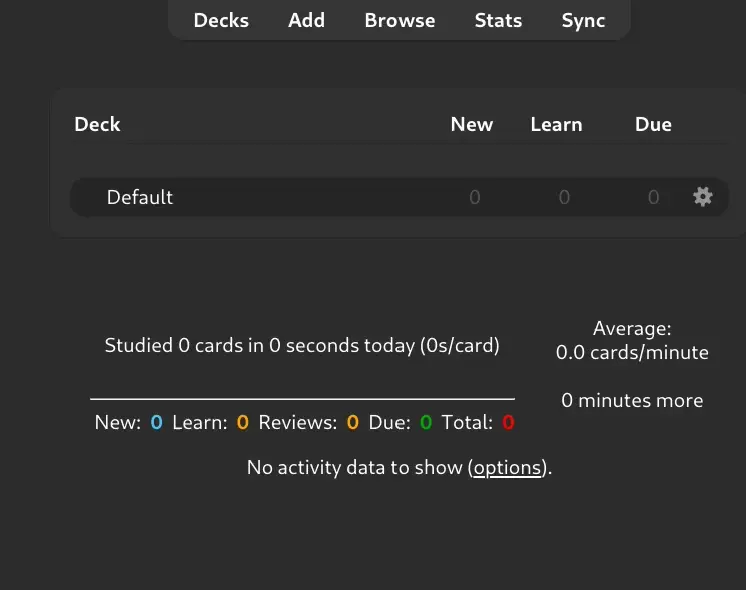 Decks Add Browse Stats Sync
Deck New Learn Due
Default 0 0 0
Studied 0 cards in 0 seconds today (0s/card)
Average:
0.0 cards/minute
0 minutes more
New: 0 Learn: 0 Reviews: 0 Due: 0 Total: 0
No activity data to show (options).